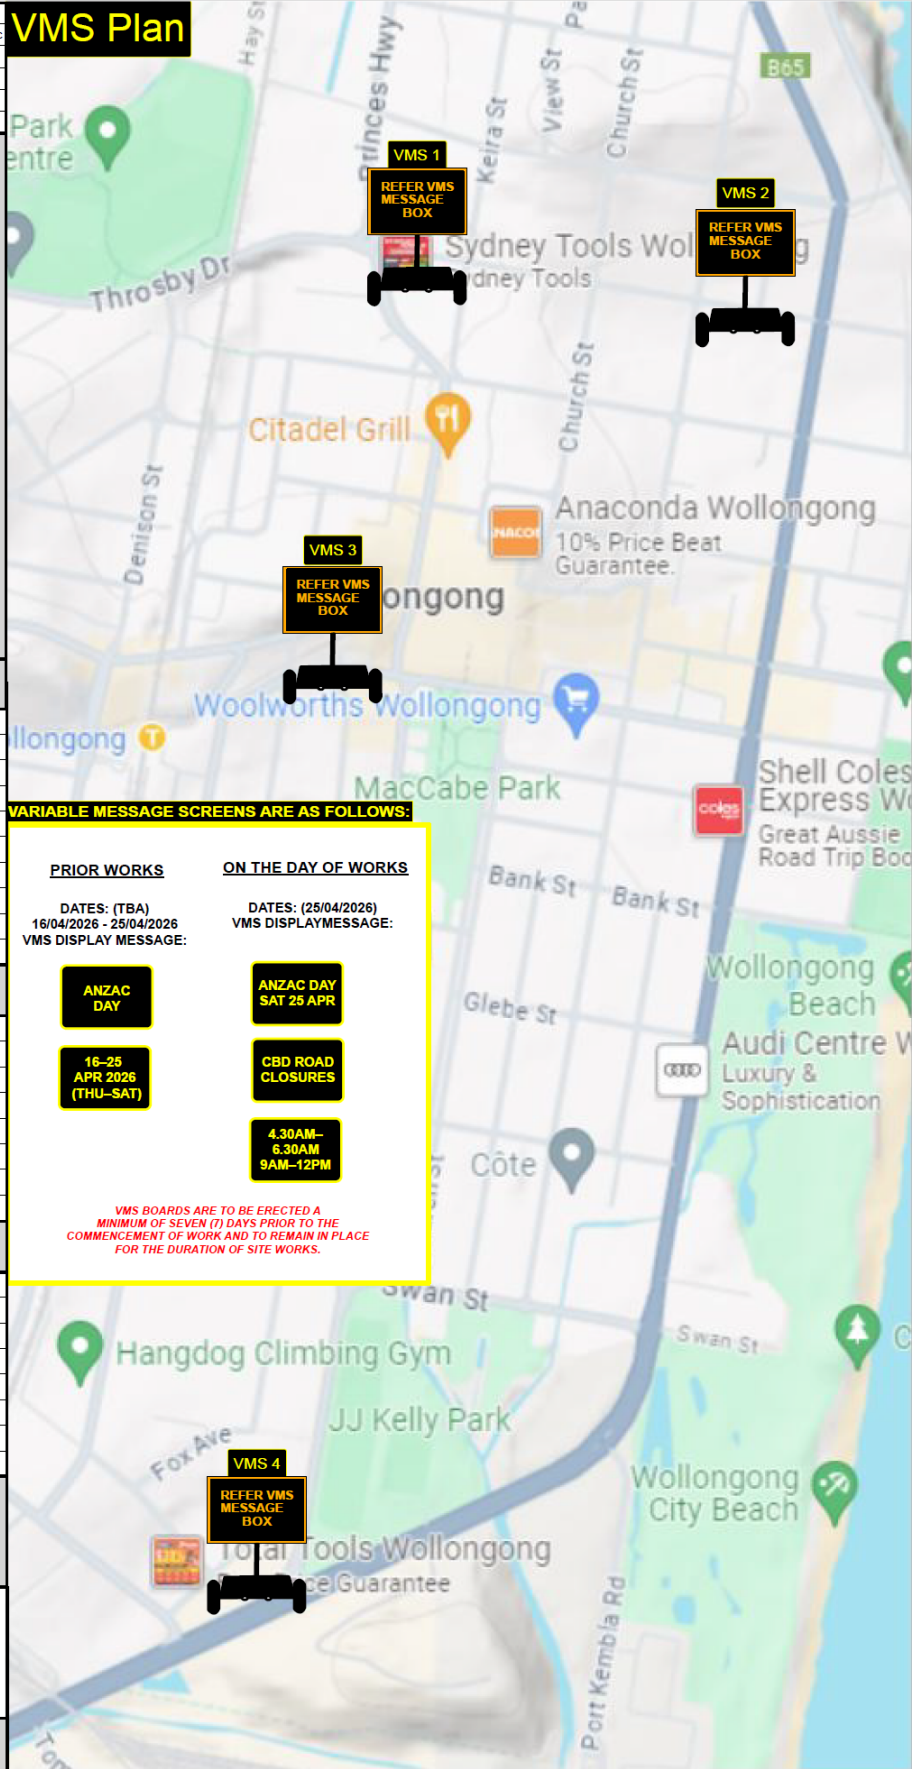 VMS Plan
Hay St
Princes Hwy
Keira St
View St
Pa
Church St
B65
Park
entre
VMS 1
REFER VMS
MESSAGE
BOX
VMS 2
REFER VMS
MESSAGE
BOX
Sydney Tools Wol
g
ydney Tools
Throsby Dr
Church St
Citadel Grill
Denison St
NACO
Anaconda Wollongong
10% Price Beat
Guarantee.
VMS 3
REFER VMS
MESSAGE
BOX
ongong
Woolworths Wollongong
llongong
T
MacCabe Park
coles
Shell Coles
Express Wo
Great Aussie
Road Trip Boo
VARIABLE MESSAGE SCREENS ARE AS FOLLOWS:
PRIOR WORKS
DATES: (TBA)
16/04/2026 - 25/04/2026
VMS DISPLAY MESSAGE:
ANZAC
DAY
16–25
APR 2026
(THU–SAT)
ON THE DAY OF WORKS
DATES: (25/04/2026)
VMS DISPLAYMESSAGE:
ANZAC DAY
SAT 25 APR
CBD ROAD
CLOSURES
4.30AM–
6.30AM
9AM–12PM
VMS BOARDS ARE TO BE ERECTED A
MINIMUM OF SEVEN (7) DAYS PRIOR TO THE
COMMENCEMENT OF WORK AND TO REMAIN IN PLACE
FOR THE DURATION OF SITE WORKS.
Bank St
Bank St
Wollongong
Beach
Glebe St
Audi Centre W
Luxury &
Sophistication
Côte
Swan St
Swan St
Hangdog Climbing Gym
C
JJ Kelly Park
Fox Ave
VMS 4
REFER VMS
MESSAGE
BOX
Wollongong
City Beach
Total Tools Wollongong
ce Guarantee
Port Kembla Rd
Tom